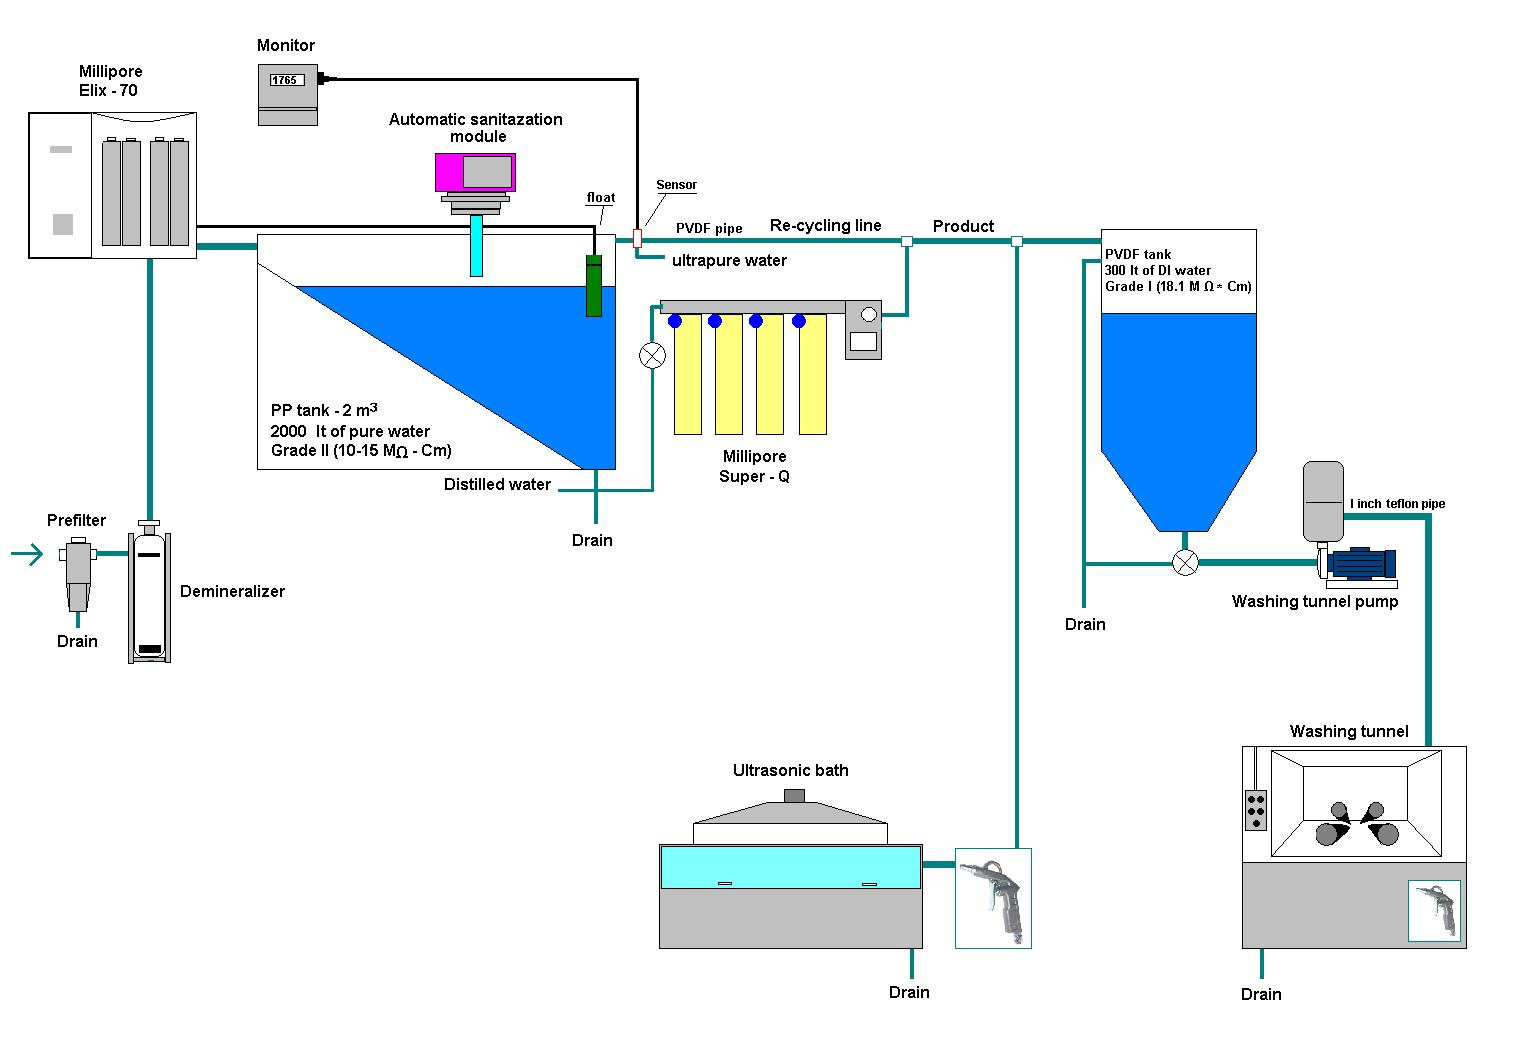 Monitor
1765
Millipore
Elix - 70
Automatic sanitazation
module
float
Sensor
PVDF pipe
Re-cycling line
Product
ultrapure water
PVDF tank
300 lt of DI water
Grade I (18.1 M Ω * Cm)
PP tank - 2 m³
2000 lt of pure water
Grade II (10-15 MΩ - Cm)
Millipore
Super - Q
Distilled water
Drain
Prefilter
Drain
Demineralizer
I inch teflon pipe
Washing tunnel pump
Drain
Washing tunnel
Ultrasonic bath
Drain
Drain